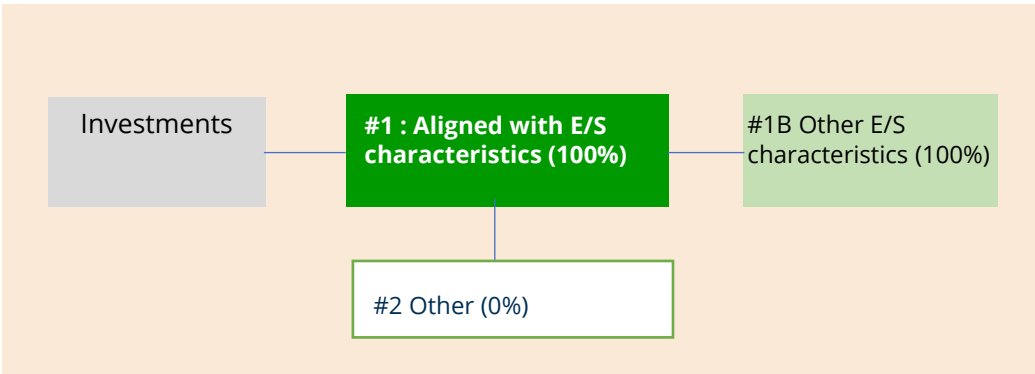 Investments
#1 : Aligned with E/S
characteristics (100%)
#1B Other E/S
characteristics (100%)
#2 Other (0%)